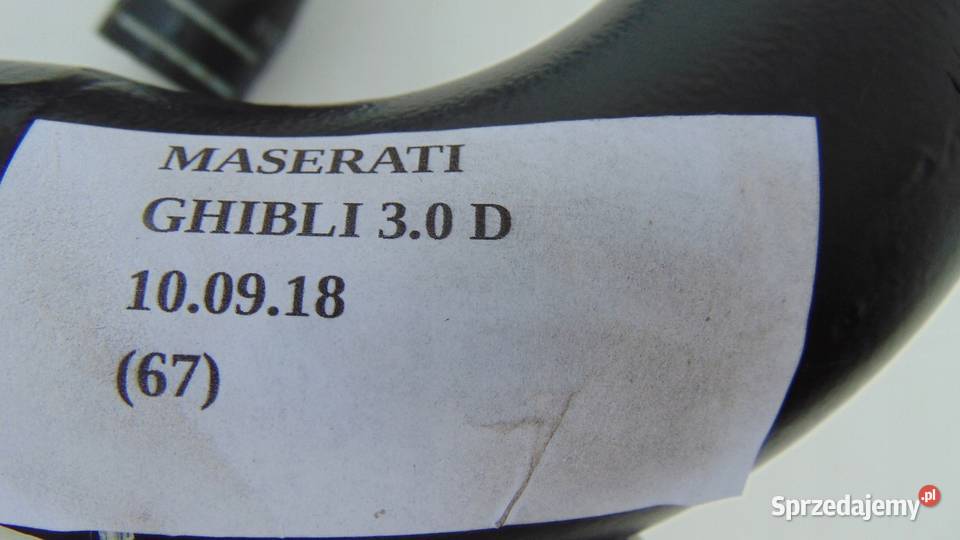 MASERATI
GHIBLI 3.0 D
10.09.18
(67)
Sprzedajemy.pl